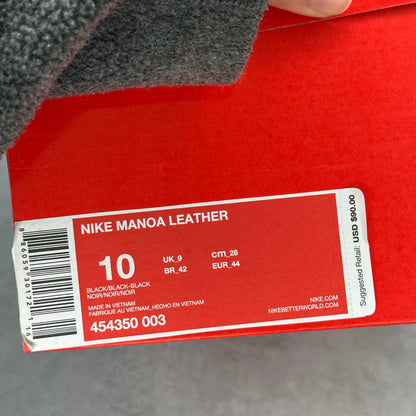 NIKE MANOA LEATHER
10
UK_9
cm_28
BR_42
EUR_44
BLACK/BLACK-BLACK
NOIR/NOIR/NOIR
MADE IN VIETNAM
FABRIQUÉ AU VIETNAM_HECHO EN VIETNAM
454350 003
NIKE.COM
NIKEBETTERWORLD.COM
Suggested Retail: USD $90.00